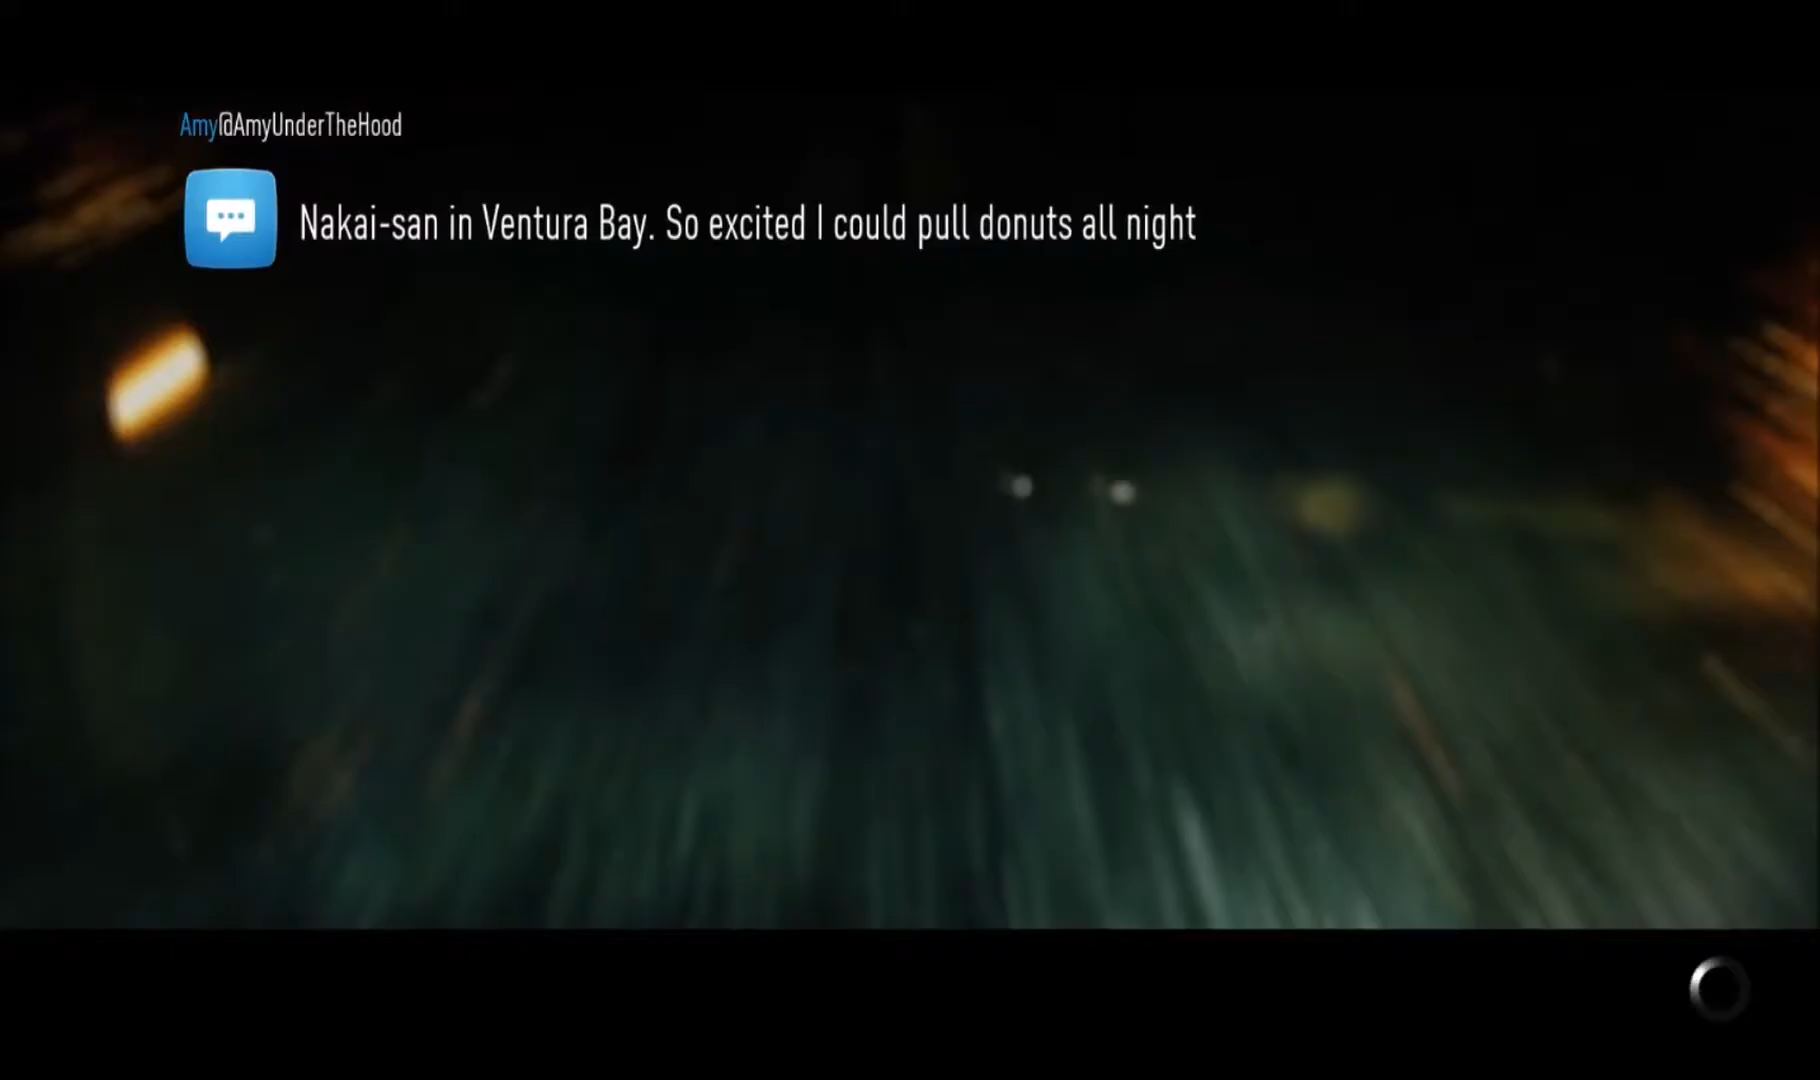 Amy@AmyUnderTheHood
Nakai-san in Ventura Bay. So excited I could pull donuts all night